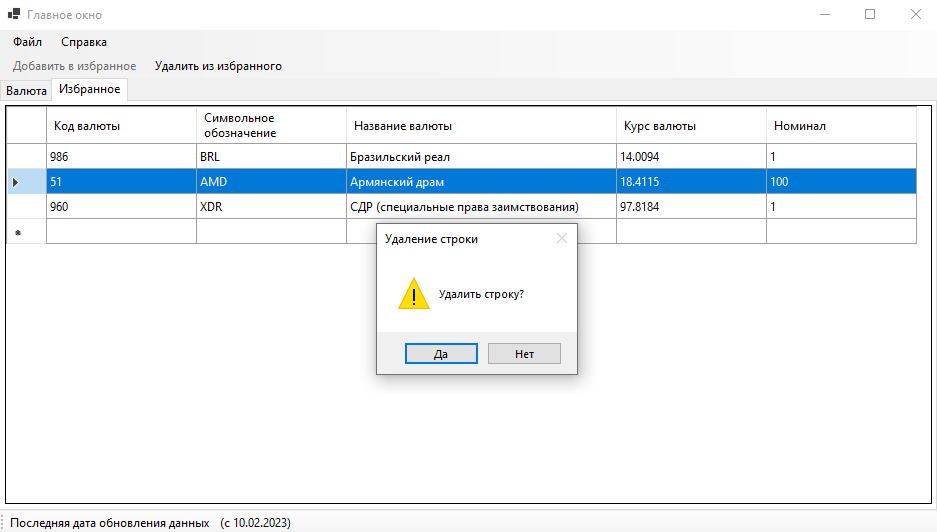 Главное окно
Файл Справка
Добавить в избранное Удалить из избранного
Валюта Избранное
Код валюты Символьное обозначение Название валюты Курс валюты Номинал
986 BRL Бразильский реал 14.0094 1
51 AMD Армянский драм 18.4115 100
960 XDR СДР (специальные права заимствования) 97.8184 1
Удаление строки
Удалить строку?
Да Нет
Последняя дата обновления данных (с 10.02.2023)